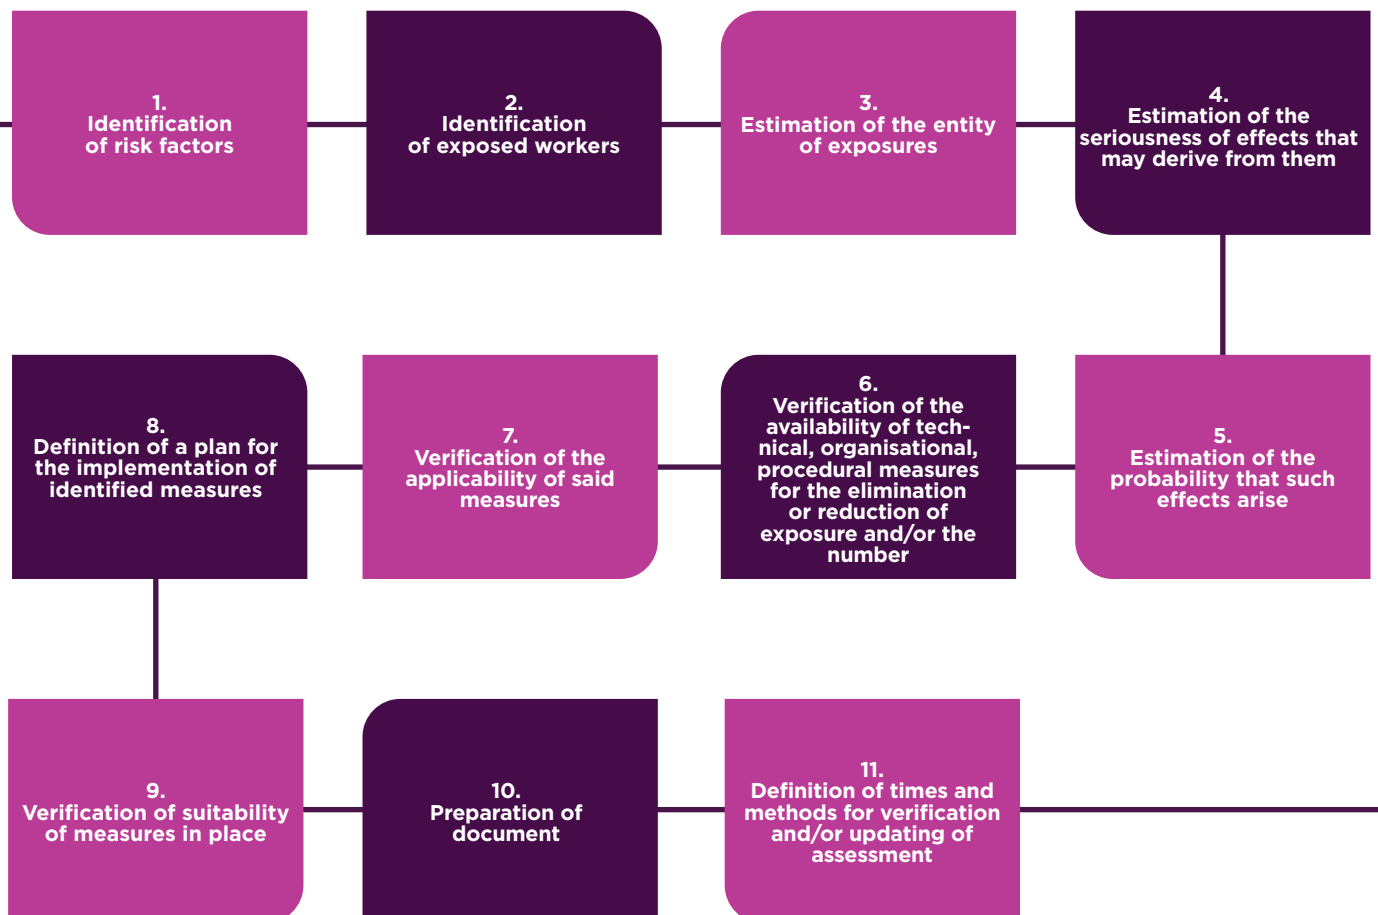 1.
Identification
of risk factors
2.
Identification
of exposed workers
3.
Estimation of the entity
of exposures
4.
Estimation of the
seriousness of effects that
may derive from them
5.
Estimation of the
probability that such
effects arise
6.
Verification of the
availability of tech-
nical, organisational,
procedural measures
for the elimination
or reduction of
exposure and/or the
number
7.
Verification of the
applicability of said
measures
8.
Definition of a plan for
the implementation of
identified measures
9.
Verification of suitability
of measures in place
10.
Preparation of
document
11.
Definition of times and
methods for verification
and/or updating of
assessment